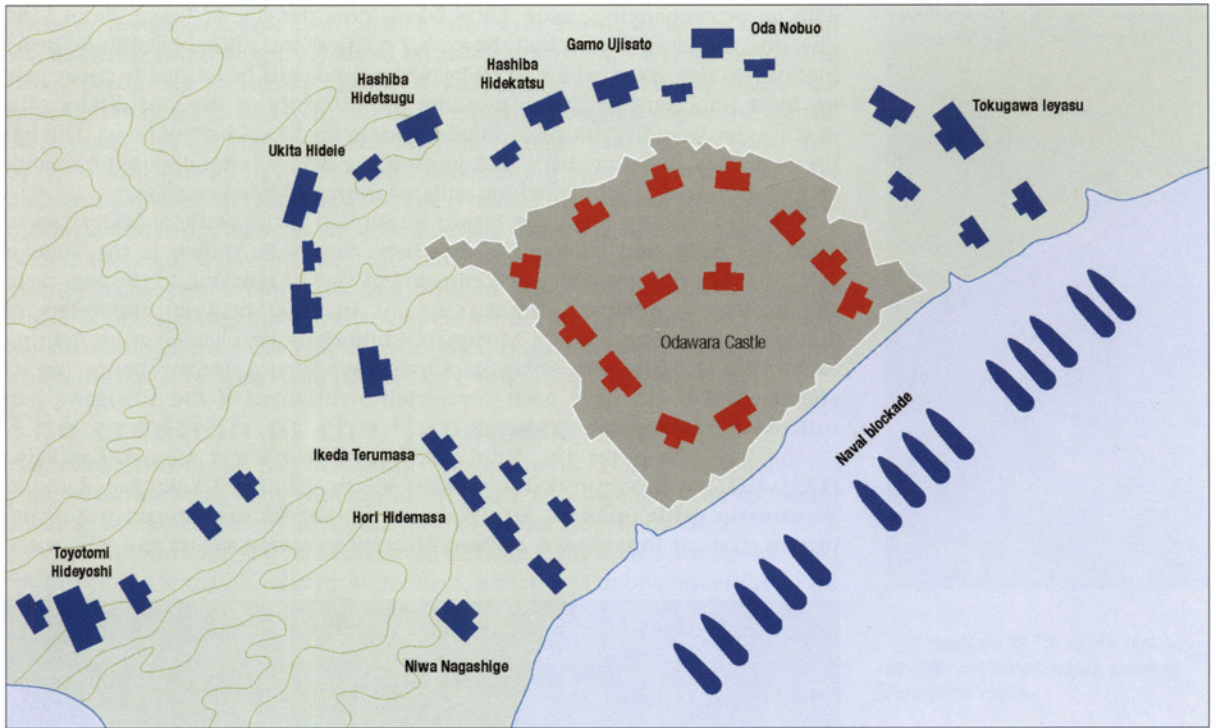 Gamo Ujisato
Oda Nobuo
Hashiba
Hidekatsu
Hashiba
Hidetsugu
Tokugawa Ieyasu
Ukita Hideie
Odawara Castle
Naval blockade
Ikeda Terumasa
Hori Hidemasa
Toyotomi
Hideyoshi
Niwa Nagashige